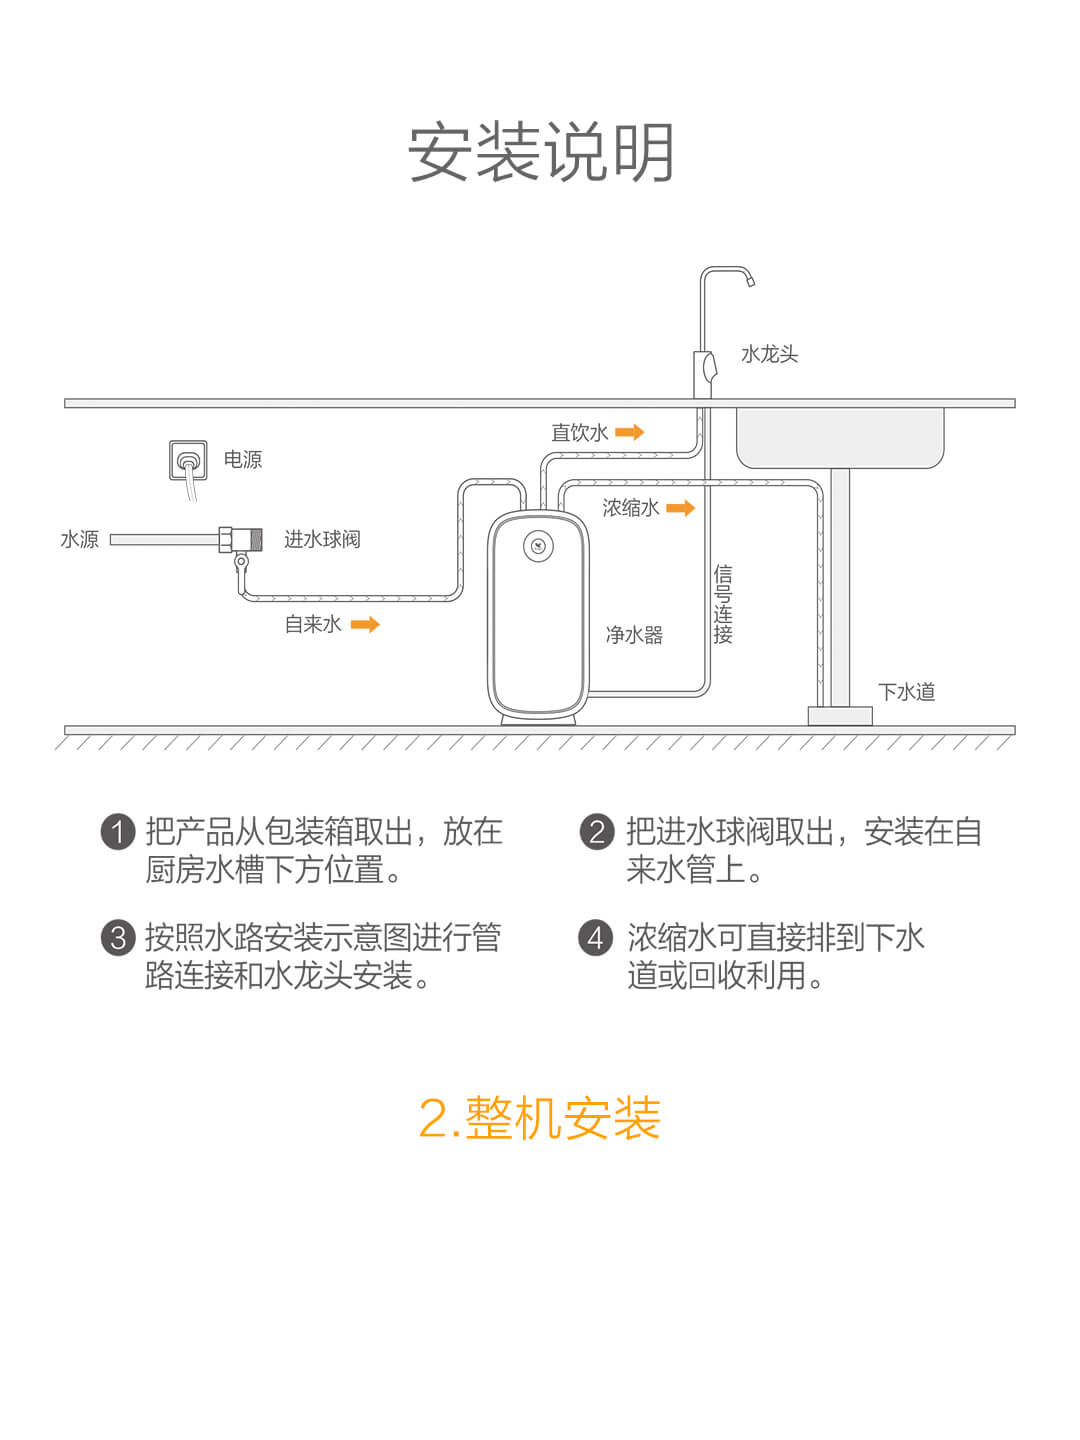 安装说明
水龙头
直饮水
电源
浓缩水
水源
进水球阀
信号连接
自来水
净水器
下水道
1 把产品从包装箱取出，放在
厨房水槽下方位置。
2 把进水球阀取出，安装在自
来水管上。
3 按照水路安装示意图进行管
路连接和水龙头安装。
4 浓缩水可直接排到下水
道或回收利用。
2.整机安装